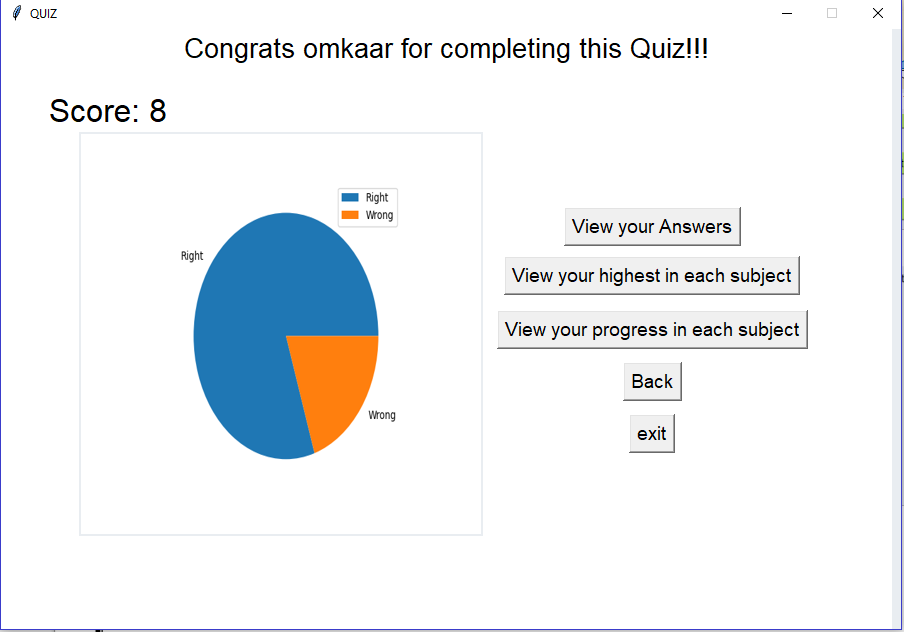 QUIZ
Congrats omkaar for completing this Quiz!!!
Score: 8
Right
Wrong
Right
Wrong
View your Answers
View your highest in each subject
View your progress in each subject
Back
exit